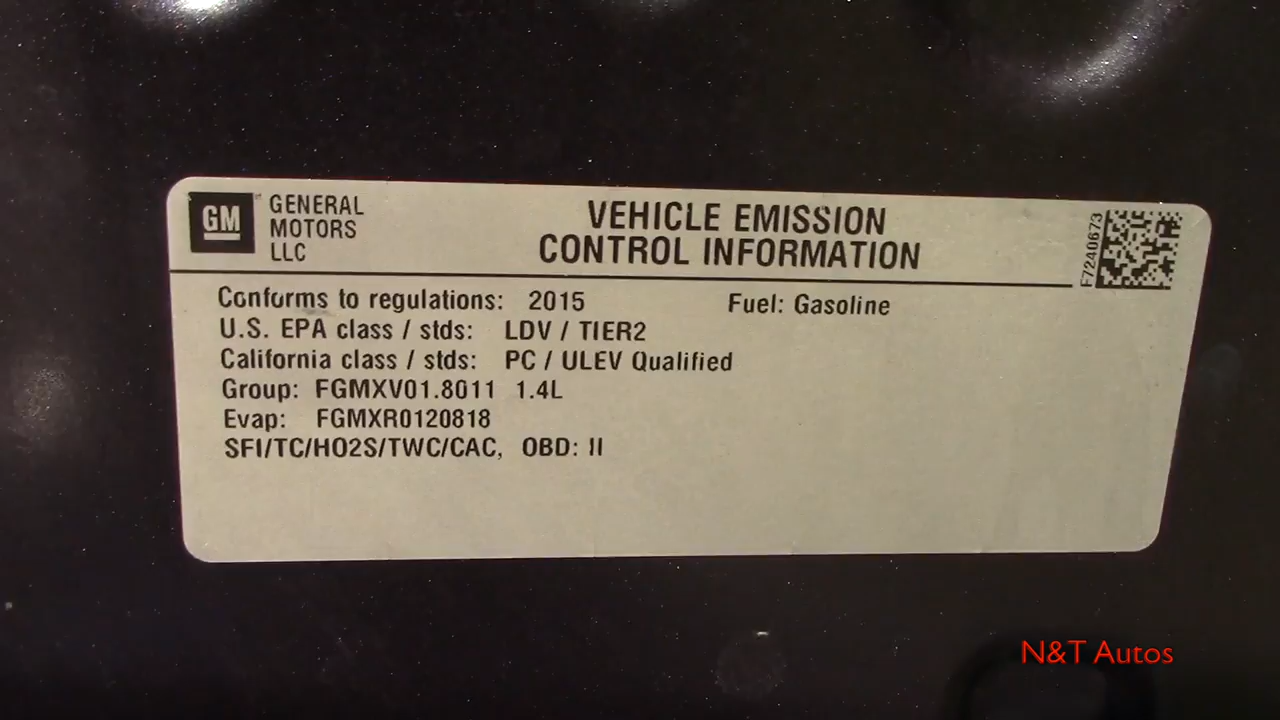 GM
GENERAL
MOTORS
LLC
VEHICLE EMISSION
CONTROL INFORMATION
F7240673
Conforms to regulations: 2015 Fuel: Gasoline
U.S. EPA class / stds: LDV / TIER2
California class / stds: PC / ULEV Qualified
Group: FGMXV01.8011 1.4L
Evap: FGMXR0120818
SFI/TC/HO2S/TWC/CAC, OBD: II
N&T Autos